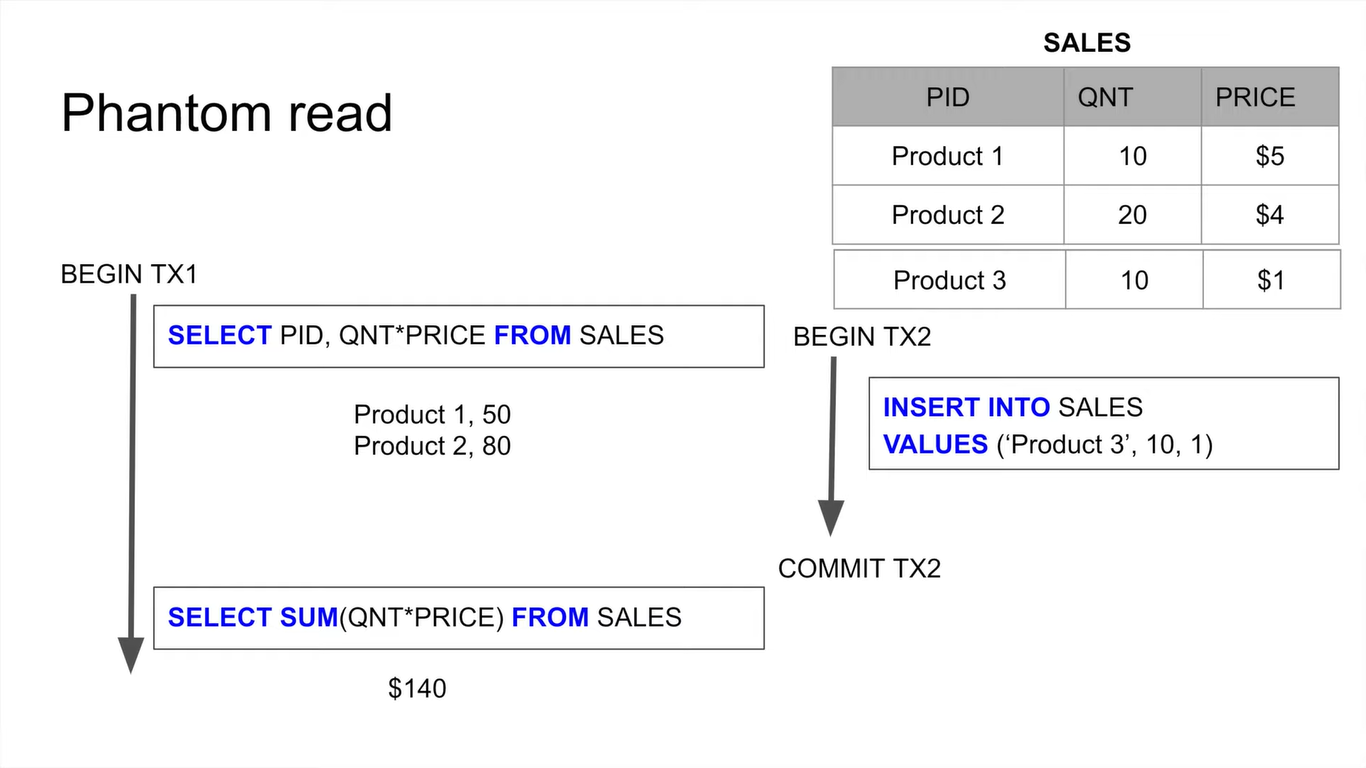 Phantom read
SALES
PID QNT PRICE
Product 1 10 $5
Product 2 20 $4
Product 3 10 $1
BEGIN TX1
SELECT PID, QNT*PRICE FROM SALES
Product 1, 50
Product 2, 80
BEGIN TX2
INSERT INTO SALES
VALUES (‘Product 3’, 10, 1)
COMMIT TX2
SELECT SUM(QNT*PRICE) FROM SALES
$140